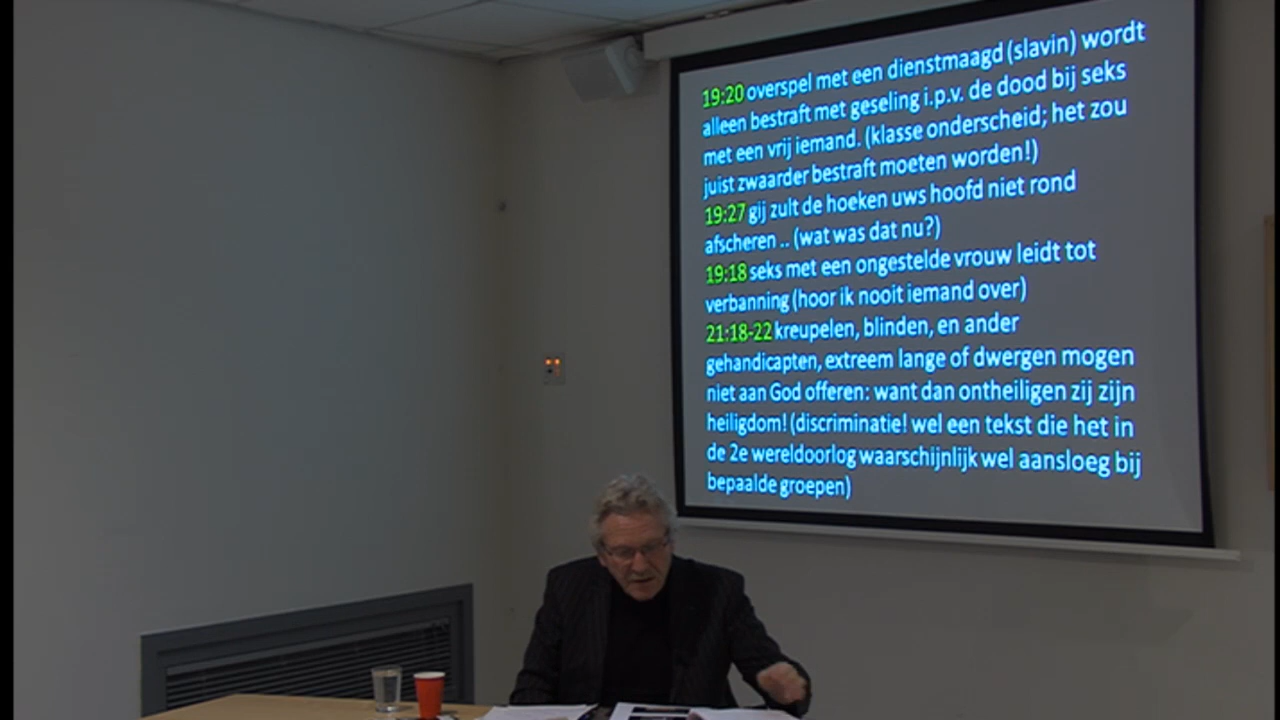 19:20 overspel met een dienstmaagd (slavin) wordt
alleen bestraft met geseling i.p.v. de dood bij seks
met een vrij iemand. (klasse onderscheid; het zou
juist zwaarder bestraft moeten worden!)
19:27 gij zult de hoeken uws hoofd niet rond
afscheren .. (wat was dat nu?)
19:18 seks met een ongestelde vrouw leidt tot
verbanning (hoor ik nooit iemand over)
21:18-22 kreupelen, blinden, en ander
gehandicapten, extreem lange of dwergen mogen
niet aan God offeren: want dan ontheiligen zij zijn
heiligdom! (discriminatie! wel een tekst die het in
de 2e wereldoorlog waarschijnlijk wel aansloeg bij
bepaalde groepen)